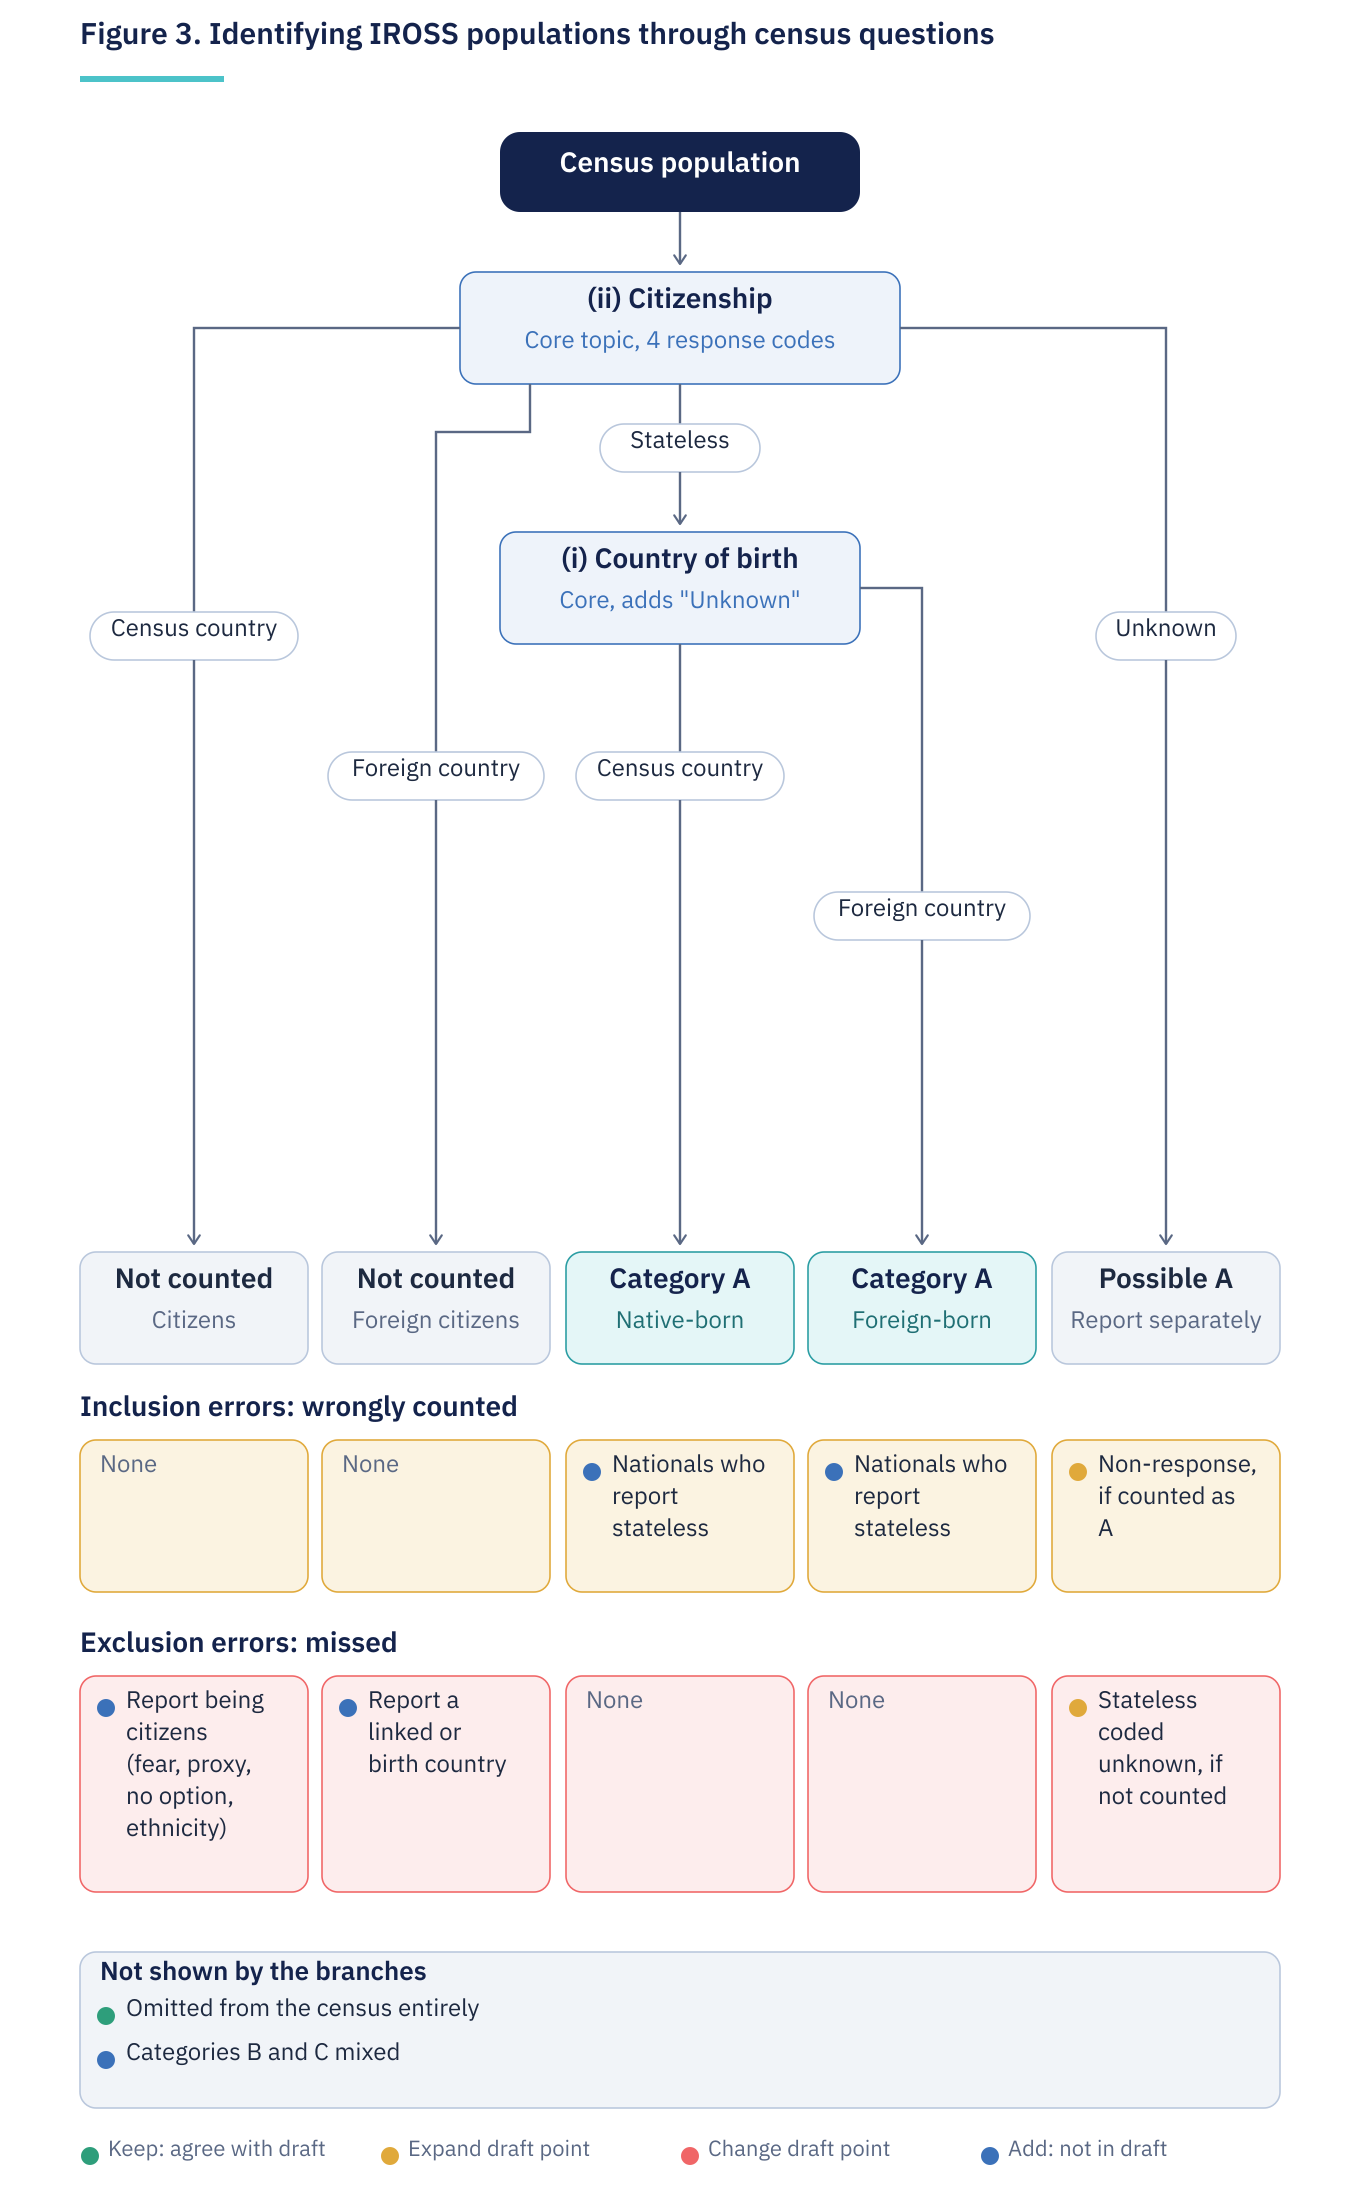 Figure 3. Identifying IROSS populations through census questions
Census population
(ii) Citizenship
Core topic, 4 response codes
Stateless
(i) Country of birth
Core, adds "Unknown"
Census country
Unknown
Foreign country
Census country
Foreign country
Not counted
Citizens
Not counted
Foreign citizens
Category A
Native-born
Category A
Foreign-born
Possible A
Report separately
Inclusion errors: wrongly counted
None
None
Nationals who
report
stateless
Nationals who
report
stateless
Non-response,
if counted as
A
Exclusion errors: missed
Report being
citizens
(fear, proxy,
no option,
ethnicity)
Report a
linked or
birth country
None
None
Stateless
coded
unknown, if
not counted
Not shown by the branches
Omitted from the census entirely
Categories B and C mixed
Keep: agree with draft
Expand draft point
Change draft point
Add: not in draft